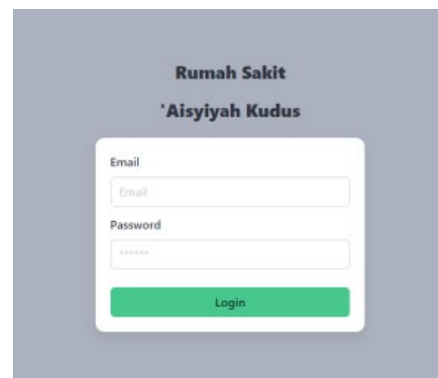 Rumah Sakit
'Aisyiyah Kudus
Email
Email
Password
******
Login